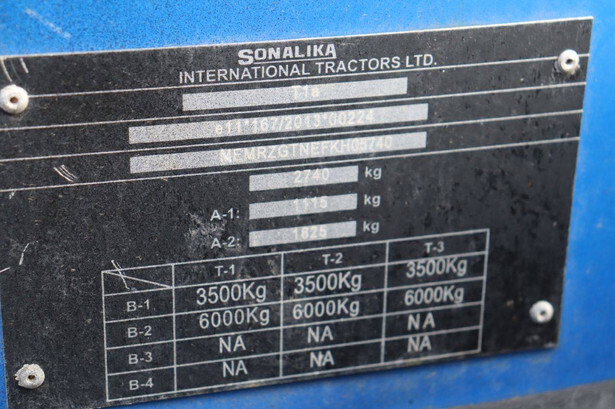 SONALIKA
INTERNATIONAL TRACTORS LTD.
T1a
e11*167/2013*00224
2740 kg
A-1: 1115 kg
A-2: 1625 kg
T-1 T-2 T-3
B-1 3500Kg 3500Kg 3500Kg
B-2 6000Kg 6000Kg 6000Kg
B-3 NA NA NA
B-4 NA NA NA